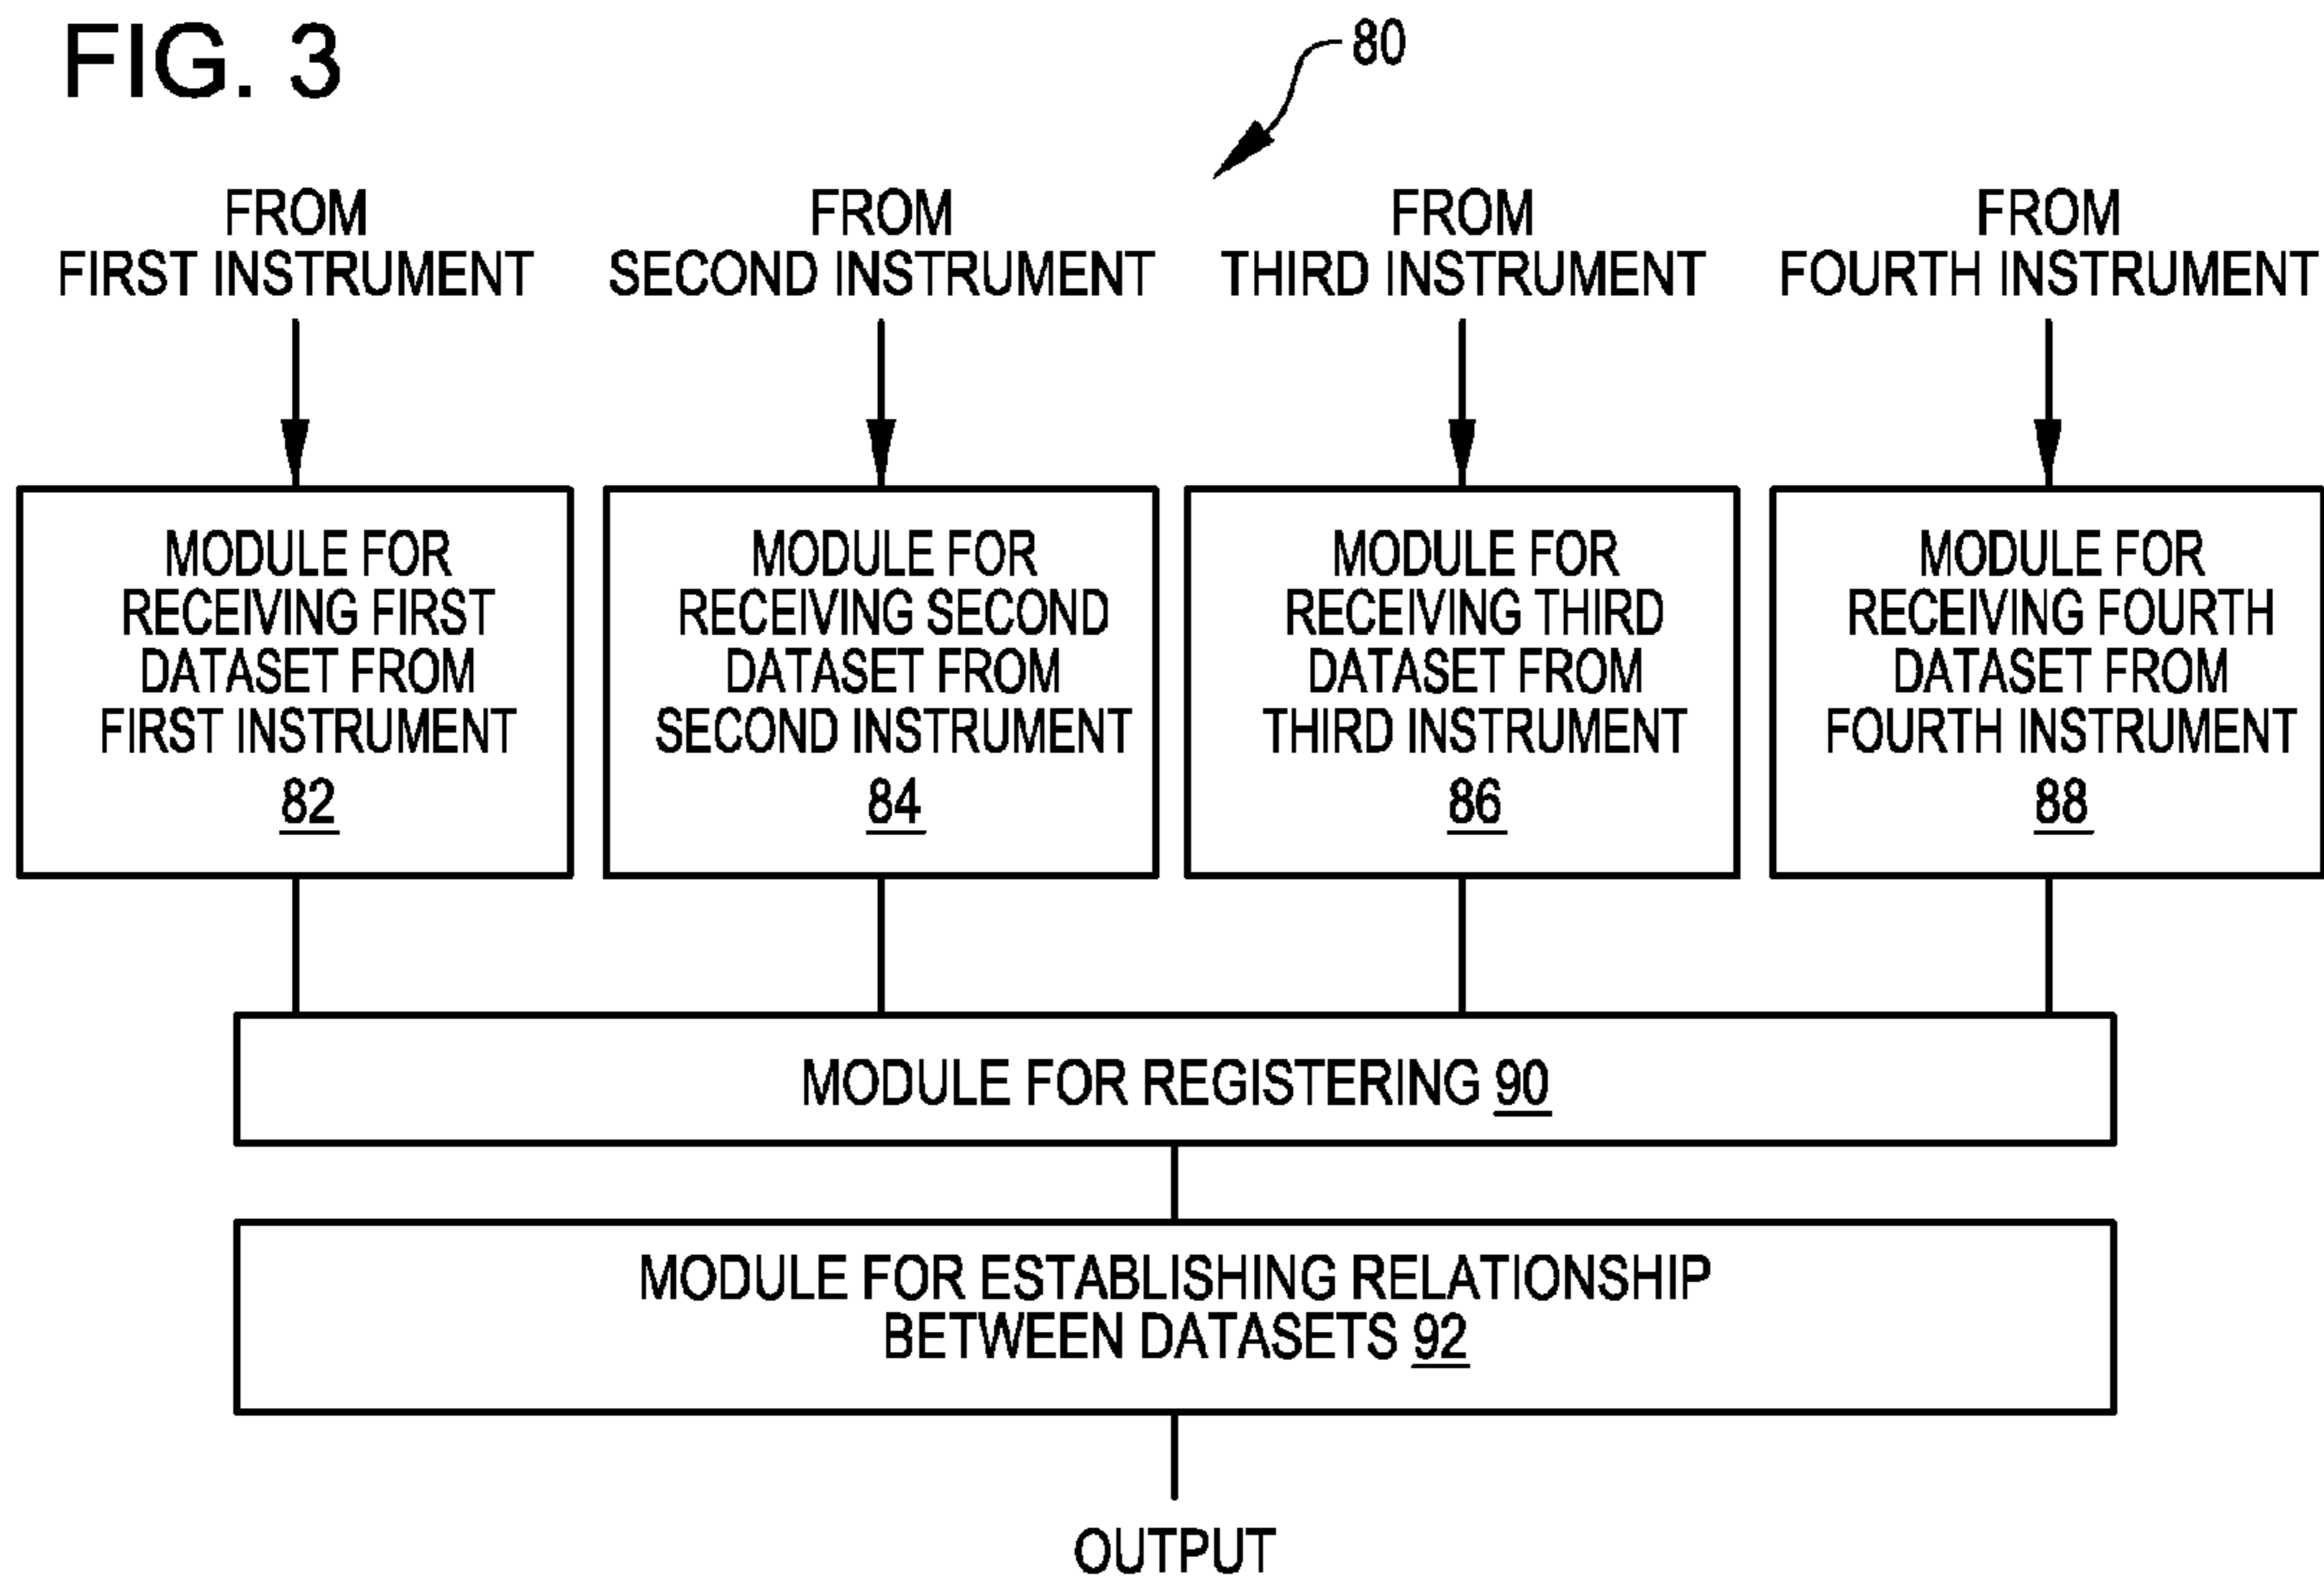 FIG. 3
80
FROM
FIRST INSTRUMENT
FROM
SECOND INSTRUMENT
FROM
THIRD INSTRUMENT
FROM
FOURTH INSTRUMENT
MODULE FOR
RECEIVING FIRST
DATASET FROM
FIRST INSTRUMENT
82
MODULE FOR
RECEIVING SECOND
DATASET FROM
SECOND INSTRUMENT
84
MODULE FOR
RECEIVING THIRD
DATASET FROM
THIRD INSTRUMENT
86
MODULE FOR
RECEIVING FOURTH
DATASET FROM
FOURTH INSTRUMENT
88
MODULE FOR REGISTERING 90
MODULE FOR ESTABLISHING RELATIONSHIP
BETWEEN DATASETS 92
OUTPUT